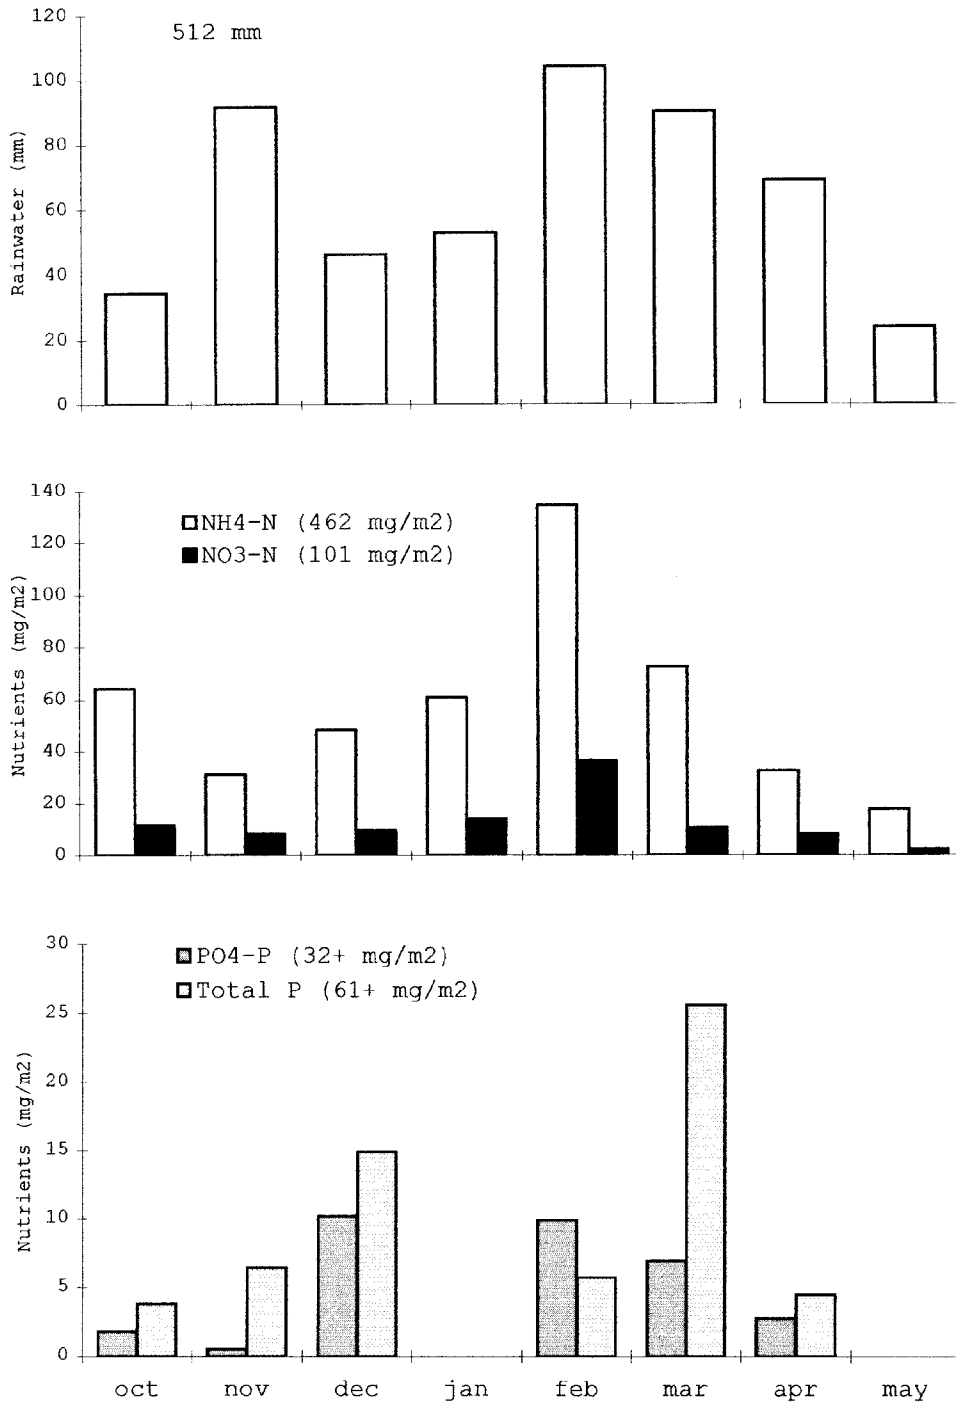 120
512 mm
100
80
60
40
20
0
Rainwater (mm)
140
NH4-N (462 mg/m2)
NO3-N (101 mg/m2)
120
100
80
60
40
20
0
Nutrients (mg/m2)
30
PO4-P (32+ mg/m2)
Total P (61+ mg/m2)
25
20
15
10
5
0
Nutrients (mg/m2)
oct nov dec jan feb mar apr may